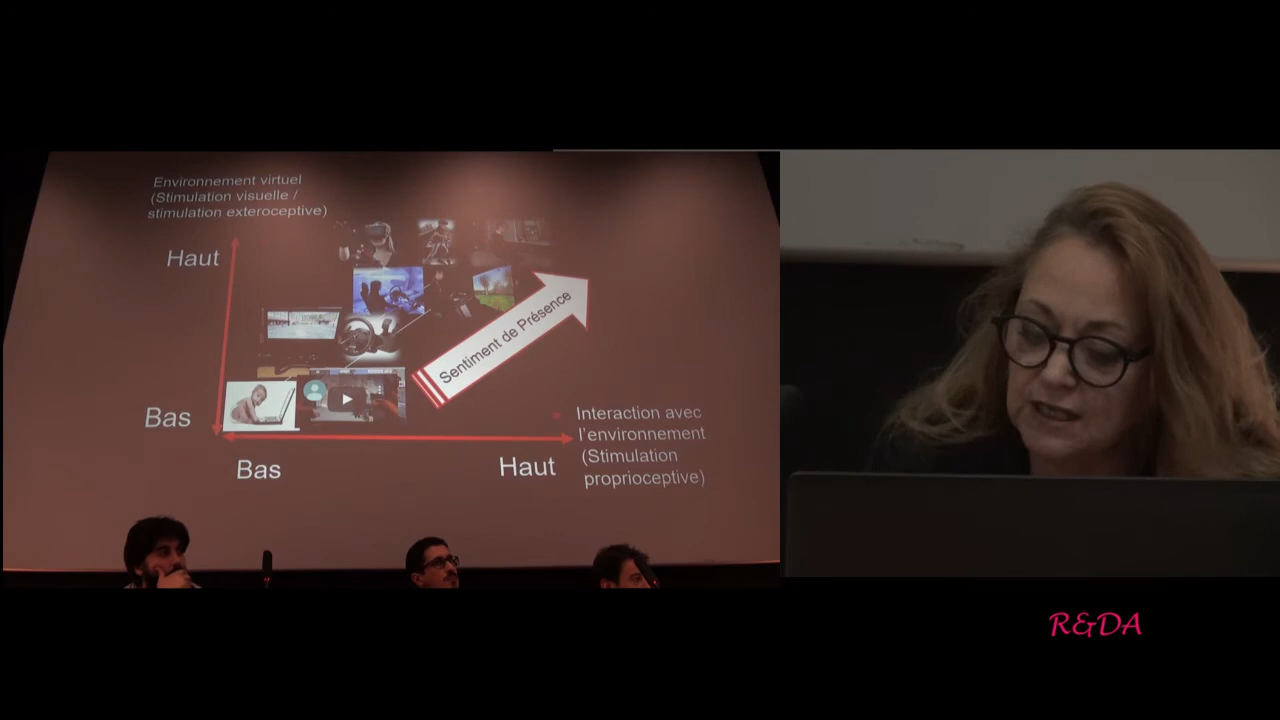 Environnement virtuel
(Stimulation visuelle /
stimulation exteroceptive)
Haut
Sentiment de Présence
Bas
Interaction avec
l'environnement
(Stimulation
proprioceptive)
Bas
Haut
R&DA